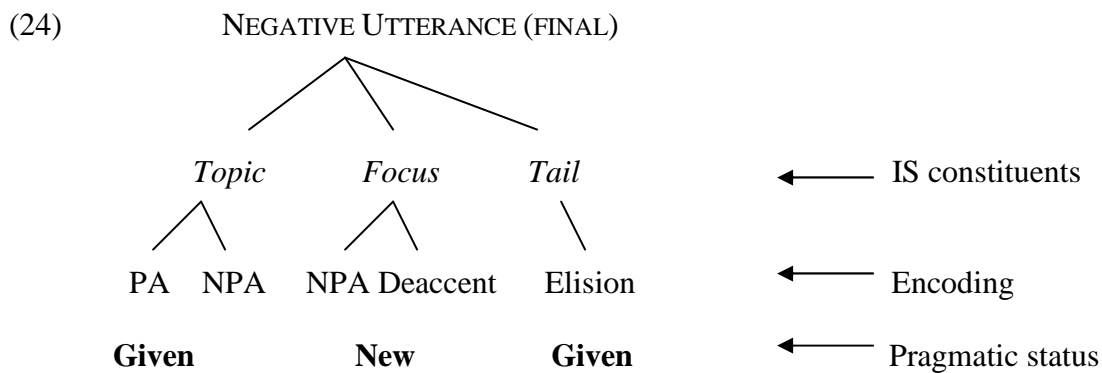 (24) NEGATIVE UTTERANCE (FINAL)
Topic Focus Tail IS constituents
PA NPA NPA Deaccent Elision Encoding
Given New Given Pragmatic status